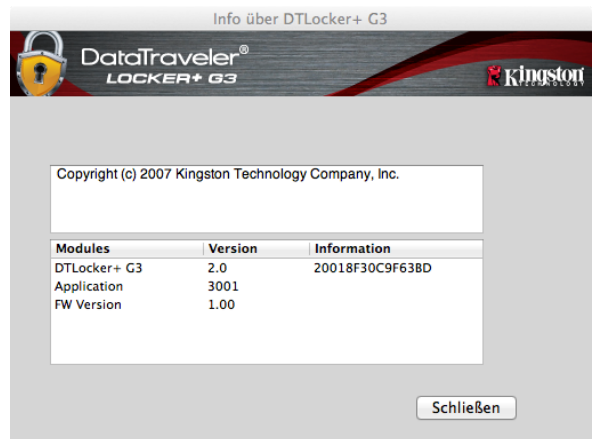 Info über DTLocker+ G3
DataTraveler®
LOCKER+ G3
Kingston
TECHNOLOGY
Copyright (c) 2007 Kingston Technology Company, Inc.
Modules Version Information
DTLocker+ G3 2.0 20018F30C9F63BD
Application 3001
FW Version 1.00
Schließen